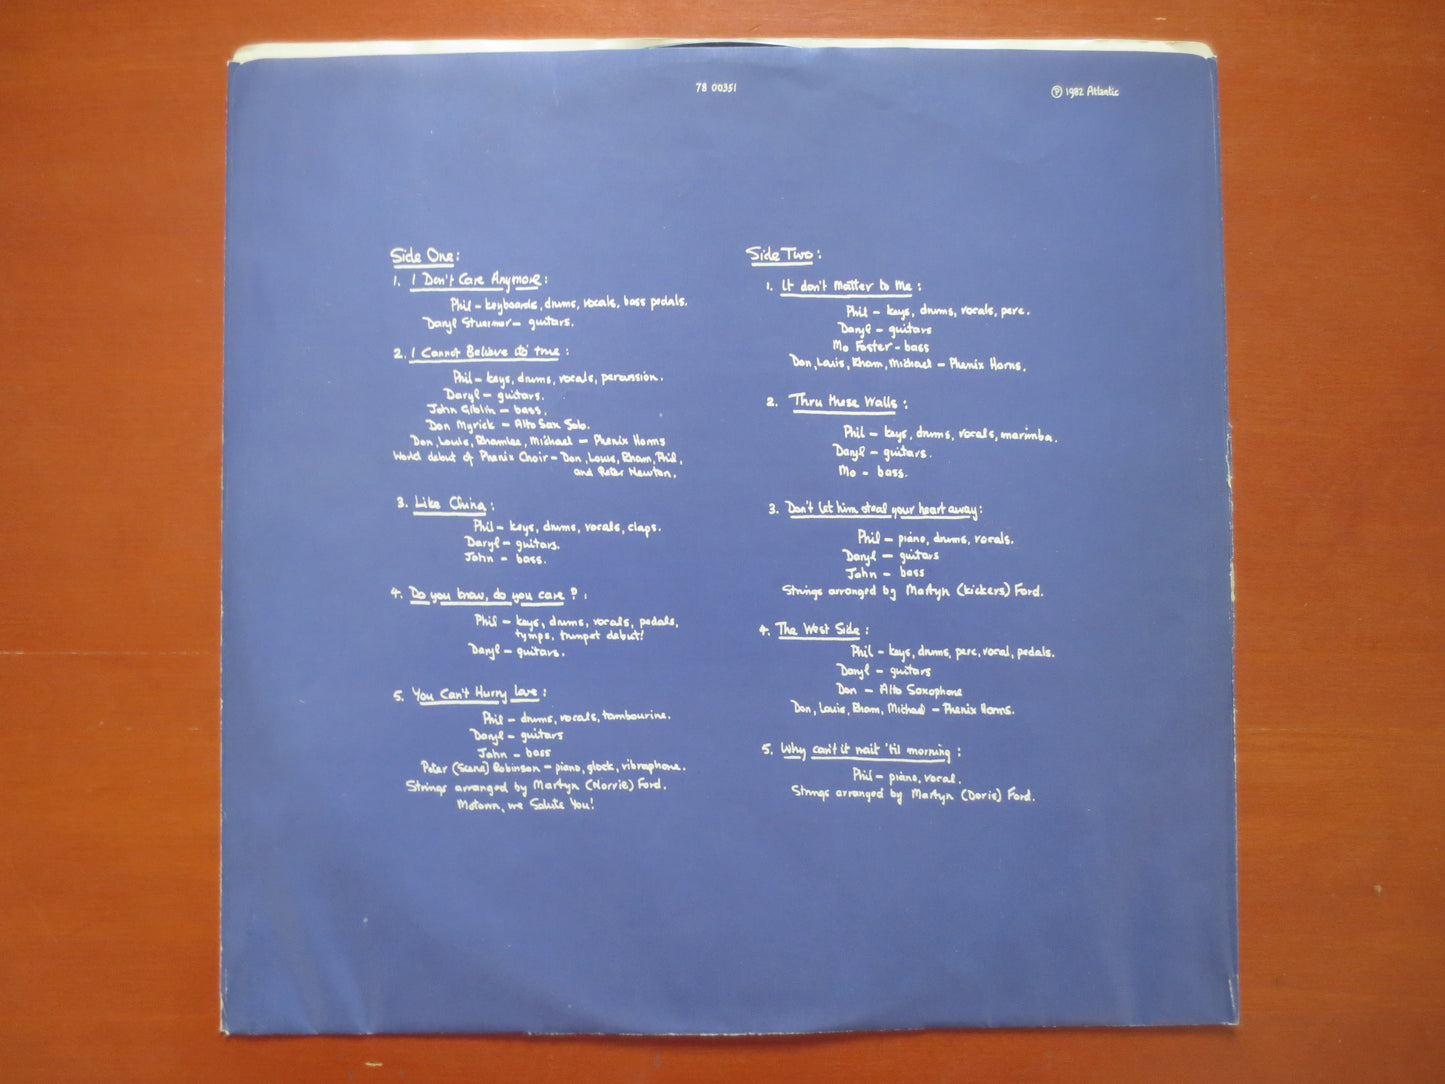 78 00351
Ⓟ 1982 Atlantic
Side One:
1. I Don't Care Anymore:
Phil – keyboards, drums, vocals, bass pedals.
Daryl Stuermer – guitars.
2. I Cannot Believe it's true:
Phil – keys, drums, vocals, percussion.
Daryl – guitars.
John Giblin – bass.
Don Myrick – Alto Sax Solo.
Don, Louis, Rhamlee, Michael – Phenix Horns
World debut of Phenix Choir – Don, Louis, Rham, Phil,
and Peter Newton.
3. Like China:
Phil – keys, drums, vocals, claps.
Daryl – guitars.
John – bass.
4. Do you know, do you care?:
Phil – keys, drums, vocals, pedals,
tymps, trumpet debut!
Daryl – guitars.
5. You Can't Hurry Love:
Phil – drums, vocals, tambourine.
Daryl – guitars
John – bass
Peter (Scene) Robinson – piano, glock, vibraphone.
Strings arranged by Martyn (Norrie) Ford.
Motown, we Salute You!
Side Two:
1. It don't Matter to Me:
Phil – keys, drums, vocals, perc.
Daryl – guitars
Mo Foster – bass
Don, Louis, Rham, Michael – Phenix Horns.
2. Thru these Walls:
Phil – keys, drums, vocals, marimba.
Daryl – guitars.
Mo – bass.
3. Don't let him steal your heart away:
Phil – piano, drums, vocals.
Daryl – guitars
John – bass
Strings arranged by Martyn (kickers) Ford.
4. The West Side:
Phil – keys, drums, perc, vocal, pedals.
Daryl – guitars
Don – Alto Saxophone
Don, Louis, Rham, Michael – Phenix Horns.
5. Why can't it wait 'til morning:
Phil – piano, vocal.
Strings arranged by Martyn (Doris) Ford.